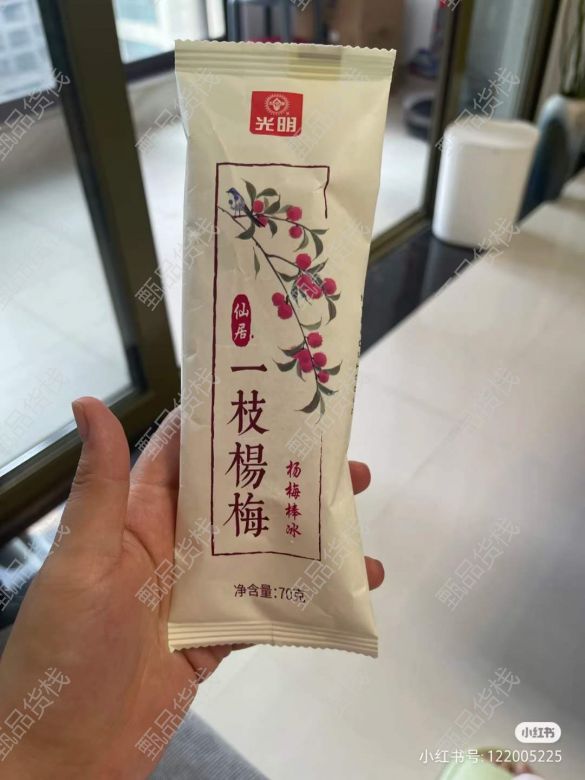 光明
仙居
一枝楊梅
杨梅棒冰
净含量:70克
甄品货栈
小红书
小红书号: 122005225